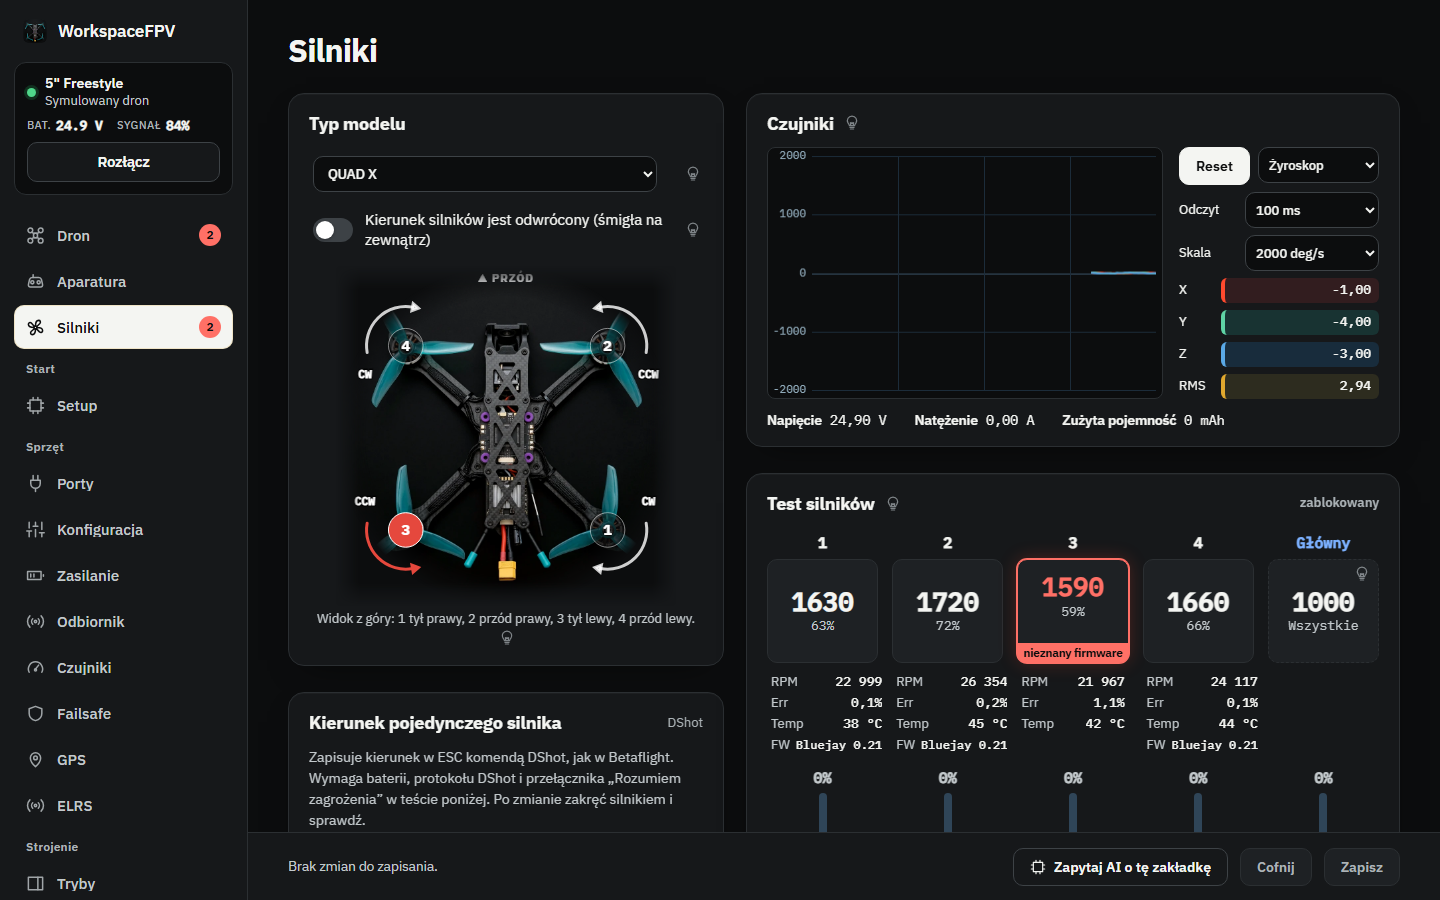 WorkspaceFPV
5" Freestyle
Symulowany dron
BAT. 24.9 V SYGNAŁ 84%
Rozłącz
Dron 2
Aparatura
Silniki 2
Start
Setup
Sprzęt
Porty
Konfiguracja
Zasilanie
Odbiornik
Czujniki
Failsafe
GPS
ELRS
Strojenie
Tryby
Silniki
Typ modelu
QUAD X
Kierunek silników jest odwrócony (śmigła na
zewnątrz)
▲ PRZÓD
4 2
CW CCW
CCW CW
3 1
Widok z góry: 1 tył prawy, 2 przód prawy, 3 tył lewy, 4 przód lewy.
Kierunek pojedynczego silnika DShot
Zapisuje kierunek w ESC komendą DShot, jak w Betaflight.
Wymaga baterii, protokołu DShot i przełącznika „Rozumiem
zagrożenia” w teście poniżej. Po zmianie zakręć silnikiem i
sprawdź.
Czujniki
2000
1000
0
-1000
-2000
Reset Żyroskop
Odczyt 100 ms
Skala 2000 deg/s
X -1,00
Y -4,00
Z -3,00
RMS 2,94
Napięcie 24,90 V Natężenie 0,00 A Zużyta pojemność 0 mAh
Test silników zablokowany
1 2 3 4 Główny
1630 1720 1590 1660 1000
63% 72% 59% 66% Wszystkie
nieznany firmware
RPM 22 999 RPM 26 354 RPM 21 967 RPM 24 117
Err 0,1% Err 0,2% Err 1,1% Err 0,1%
Temp 38 °C Temp 45 °C Temp 42 °C Temp 44 °C
FW Bluejay 0.21 FW Bluejay 0.21 FW Bluejay 0.21
0% 0% 0% 0% 0%
Brak zmian do zapisania.
Zapytaj AI o tę zakładkę Cofnij Zapisz